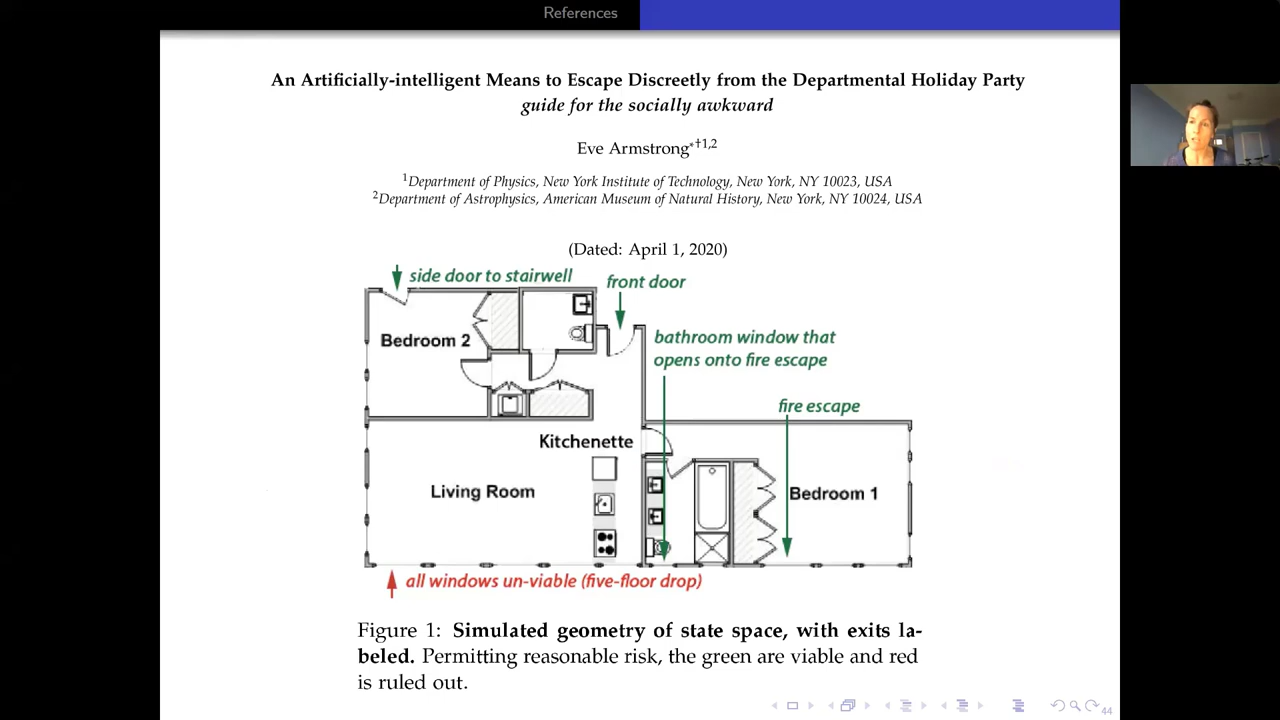 References
An Artificially-intelligent Means to Escape Discreetly from the Departmental Holiday Party
guide for the socially awkward
Eve Armstrong*†1,2
1Department of Physics, New York Institute of Technology, New York, NY 10023, USA
2Department of Astrophysics, American Museum of Natural History, New York, NY 10024, USA
(Dated: April 1, 2020)
side door to stairwell
front door
Bedroom 2
bathroom window that
opens onto fire escape
fire escape
Kitchenette
Living Room
Bedroom 1
all windows un-viable (five-floor drop)
Figure 1: Simulated geometry of state space, with exits la-
beled. Permitting reasonable risk, the green are viable and red
is ruled out.
44